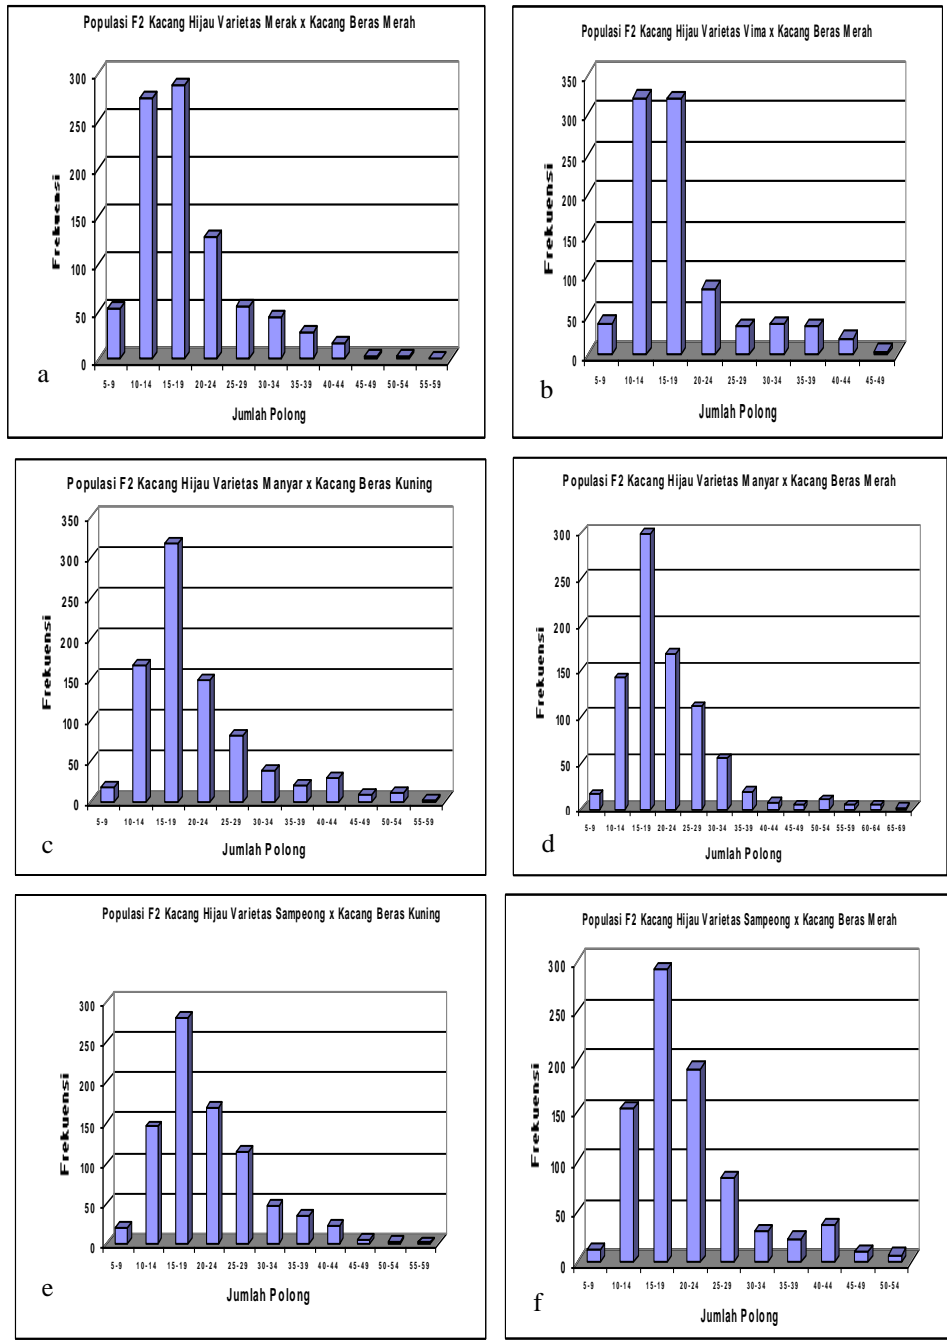 Populasi F2 Kacang Hijau Varietas Merak x Kacang Beras Merah
300
250
200
150
100
50
0
Frekuensi
5-9 10-14 15-19 20-24 25-29 30-34 35-39 40-44 45-49 50-54 55-59
Jumlah Polong
a
Populasi F2 Kacang Hijau Varietas Vima x Kacang Beras Merah
350
300
250
200
150
100
50
0
Frekuensi
5-9 10-14 15-19 20-24 25-29 30-34 35-39 40-44 45-49
Jumlah Polong
b
Populasi F2 Kacang Hijau Varietas Manyar x Kacang Beras Kuning
350
300
250
200
150
100
50
0
Frekuensi
5-9 10-14 15-19 20-24 25-29 30-34 35-39 40-44 45-49 50-54 55-59
Jumlah Polong
c
Populasi F2 Kacang Hijau Varietas Manyar x Kacang Beras Merah
300
250
200
150
100
50
0
Frekuensi
5-9 10-14 15-19 20-24 25-29 30-34 35-39 40-44 45-49 50-54 55-59 60-64 65-69
Jumlah Polong
d
Populasi F2 Kacang Hijau Varietas Sampeong x Kacang Beras Kuning
300
250
200
150
100
50
0
Frekuensi
5-9 10-14 15-19 20-24 25-29 30-34 35-39 40-44 45-49 50-54 55-59
Jumlah Polong
e
Populasi F2 Kacang Hijau Varietas Sampeong x Kacang Beras Merah
300
250
200
150
100
50
0
Frekuensi
5-9 10-14 15-19 20-24 25-29 30-34 35-39 40-44 45-49 50-54
Jumlah Polong
f